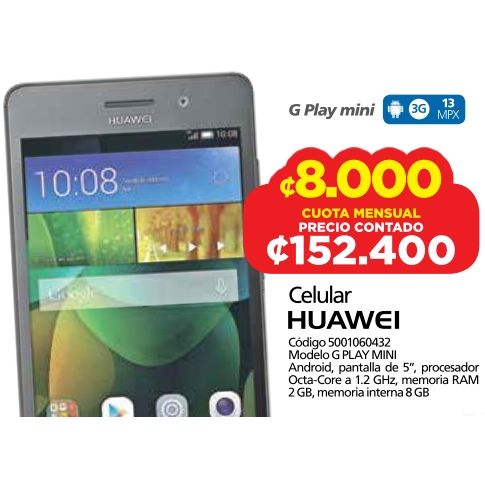 HUAWEI
10:08
10:08
Google
G Play mini
3G
13
MPX
¢8.000
CUOTA MENSUAL
PRECIO CONTADO
¢152.400
Celular
HUAWEI
Código 5001060432
Modelo G PLAY MINI
Android, pantalla de 5”, procesador
Octa-Core a 1.2 GHz, memoria RAM
2 GB, memoria interna 8 GB